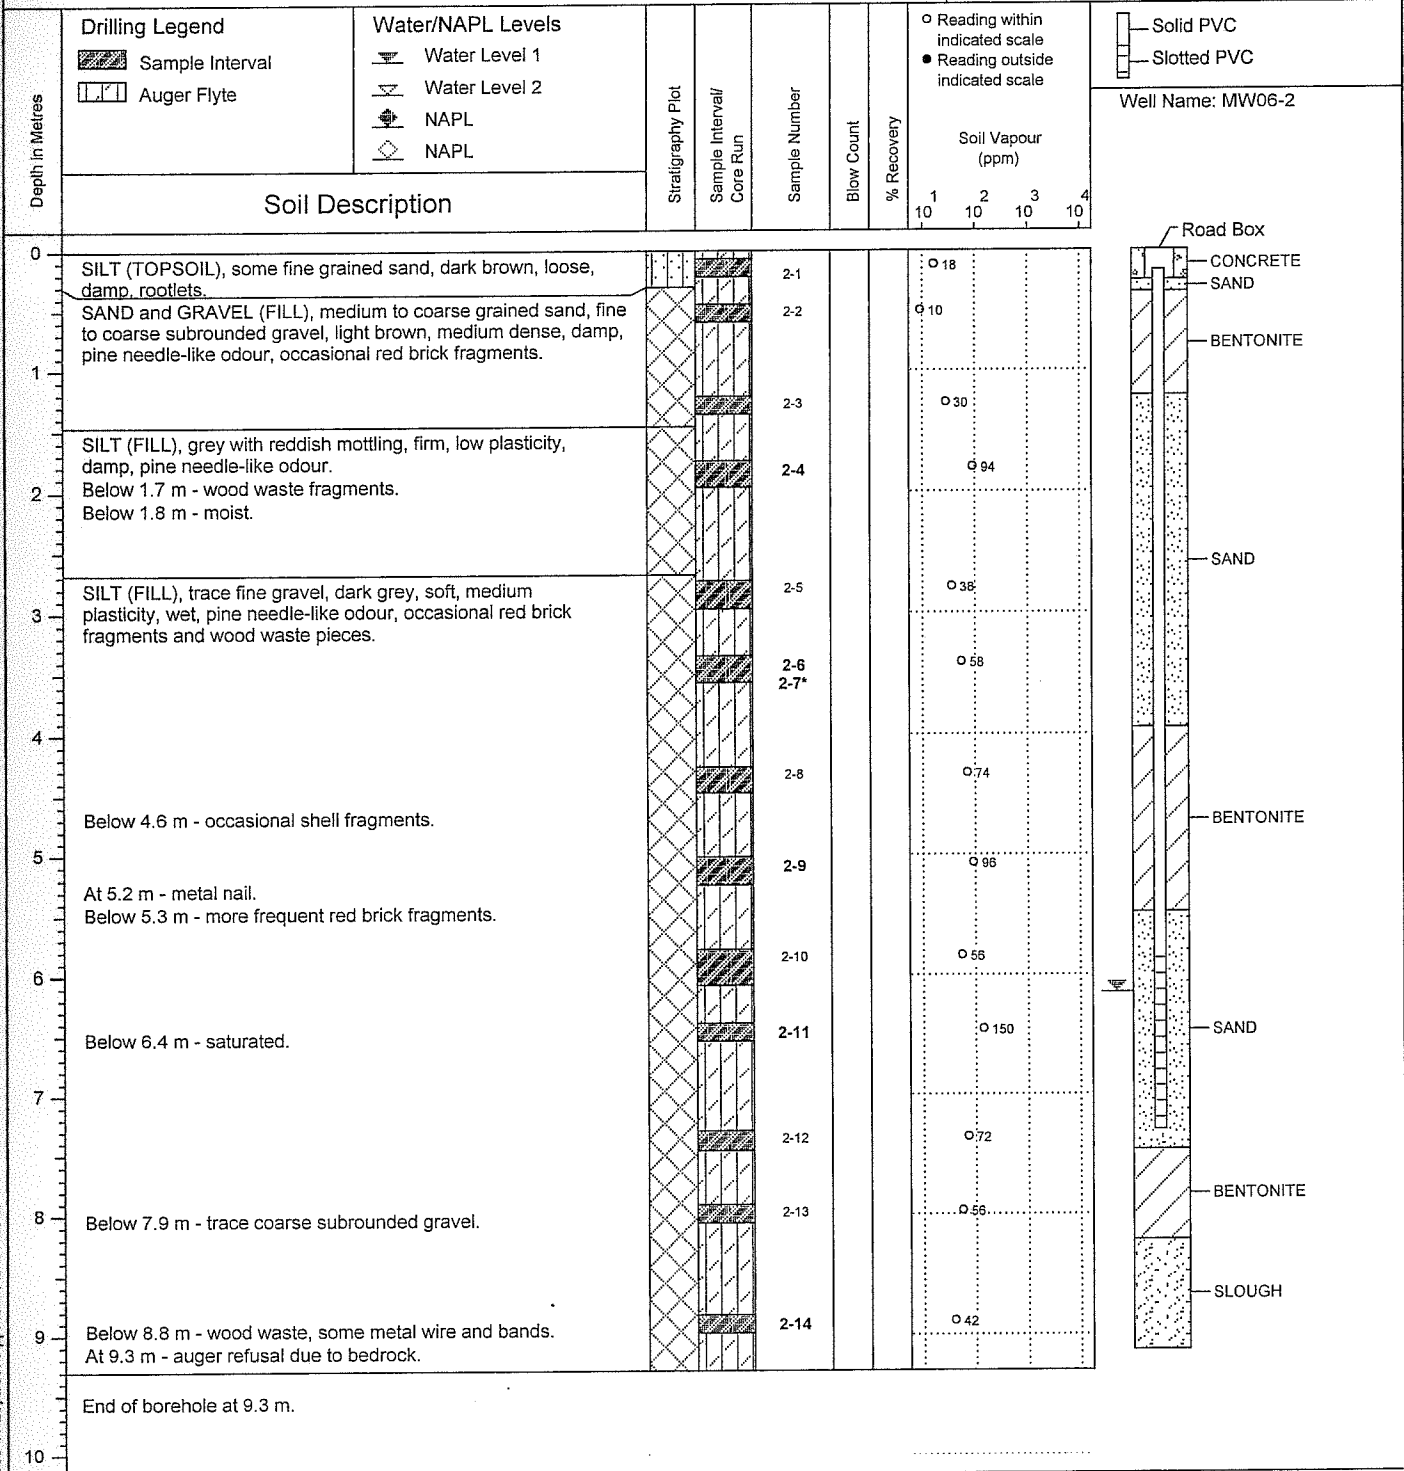 Drilling Legend
Sample Interval
Auger Flyte
Water/NAPL Levels
Water Level 1
Water Level 2
NAPL
NAPL
Depth in Metres
Soil Description
Stratigraphy Plot
Sample Interval/
Core Run
Sample Number
Blow Count
% Recovery
Reading within
indicated scale
Reading outside
indicated scale
Soil Vapour
(ppm)
10¹ 10² 10³ 10⁴
Solid PVC
Slotted PVC
Well Name: MW06-2
Road Box
CONCRETE
SAND
BENTONITE
SAND
BENTONITE
SAND
BENTONITE
SLOUGH
0
1
2
3
4
5
6
7
8
9
10
SILT (TOPSOIL), some fine grained sand, dark brown, loose,
damp, rootlets.
SAND and GRAVEL (FILL), medium to coarse grained sand, fine
to coarse subrounded gravel, light brown, medium dense, damp,
pine needle-like odour, occasional red brick fragments.
SILT (FILL), grey with reddish mottling, firm, low plasticity,
damp, pine needle-like odour.
Below 1.7 m - wood waste fragments.
Below 1.8 m - moist.
SILT (FILL), trace fine gravel, dark grey, soft, medium
plasticity, wet, pine needle-like odour, occasional red brick
fragments and wood waste pieces.
Below 4.6 m - occasional shell fragments.
At 5.2 m - metal nail.
Below 5.3 m - more frequent red brick fragments.
Below 6.4 m - saturated.
Below 7.9 m - trace coarse subrounded gravel.
Below 8.8 m - wood waste, some metal wire and bands.
At 9.3 m - auger refusal due to bedrock.
End of borehole at 9.3 m.
2-1
2-2
2-3
2-4
2-5
2-6
2-7*
2-8
2-9
2-10
2-11
2-12
2-13
2-14
18
10
30
94
38
58
74
96
56
150
72
56
42